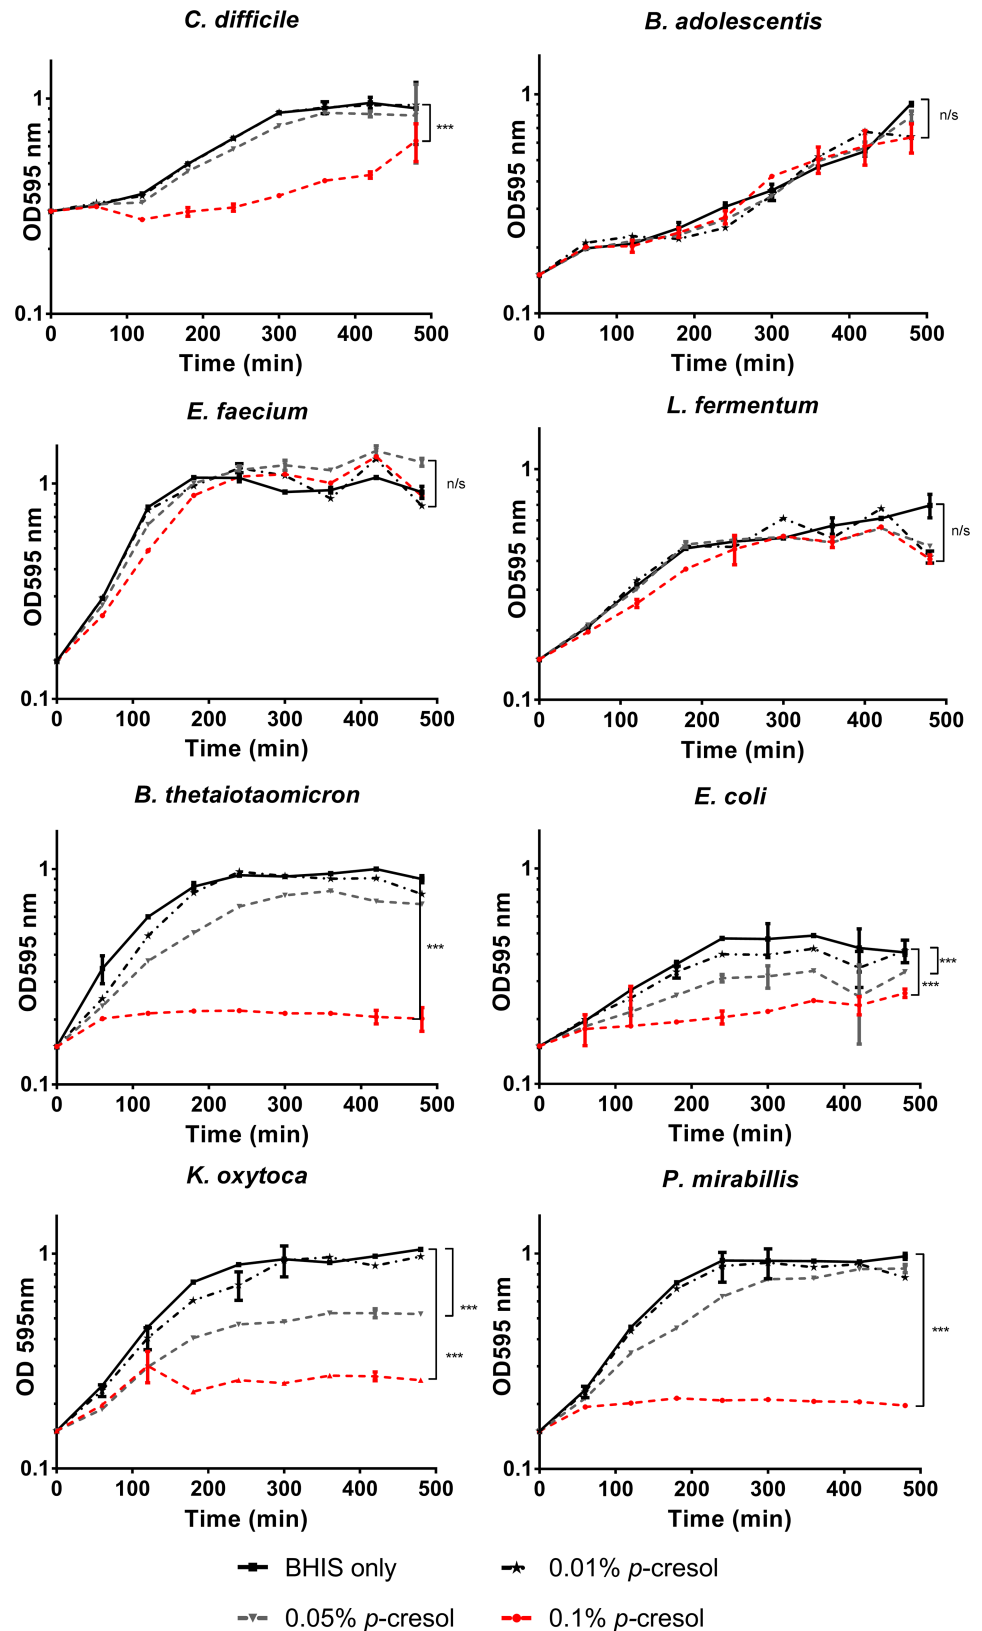 C. difficile
1
OD595 nm
***
0.1
0 100 200 300 400 500
Time (min)
B. adolescentis
1
OD595 nm
n/s
0.1
0 100 200 300 400 500
Time (min)
E. faecium
1
OD595 nm
n/s
0.1
0 100 200 300 400 500
Time (min)
L. fermentum
1
OD595 nm
n/s
0.1
0 100 200 300 400 500
Time (min)
B. thetaiotaomicron
1
OD595 nm
***
0.1
0 100 200 300 400 500
Time (min)
E. coli
1
OD595 nm
***
***
0.1
0 100 200 300 400 500
Time (min)
K. oxytoca
1
OD 595nm
***
***
0.1
0 100 200 300 400 500
Time (min)
P. mirabillis
1
OD595 nm
***
0.1
0 100 200 300 400 500
Time (min)
BHIS only
0.01% p-cresol
0.05% p-cresol
0.1% p-cresol